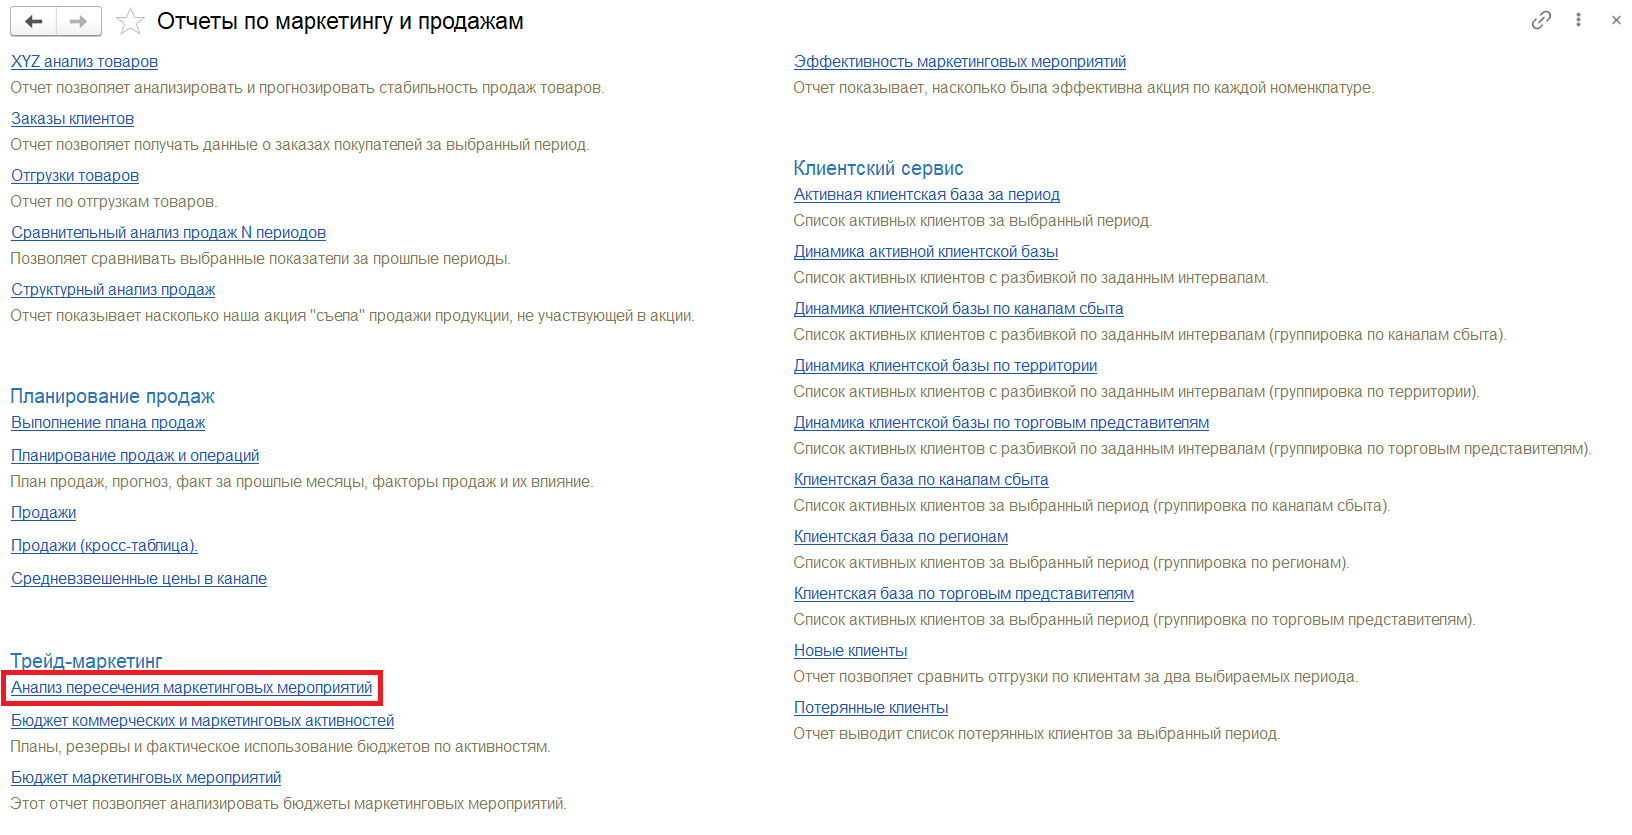 Отчеты по маркетингу и продажам
XYZ анализ товаров
Отчет позволяет анализировать и прогнозировать стабильность продаж товаров.
Заказы клиентов
Отчет позволяет получать данные о заказах покупателей за выбранный период.
Отгрузки товаров
Отчет по отгрузкам товаров.
Сравнительный анализ продаж N периодов
Позволяет сравнивать выбранные показатели за прошлые периоды.
Структурный анализ продаж
Отчет показывает насколько наша акция "съела" продажи продукции, не участвующей в акции.
Планирование продаж
Выполнение плана продаж
Планирование продаж и операций
План продаж, прогноз, факт за прошлые месяцы, факторы продаж и их влияние.
Продажи
Продажи (кросс-таблица).
Средневзвешенные цены в канале
Трейд-маркетинг
Анализ пересечения маркетинговых мероприятий
Бюджет коммерческих и маркетинговых активностей
Планы, резервы и фактическое использование бюджетов по активностям.
Бюджет маркетинговых мероприятий
Этот отчет позволяет анализировать бюджеты маркетинговых мероприятий.
Эффективность маркетинговых мероприятий
Отчет показывает, насколько была эффективна акция по каждой номенклатуре.
Клиентский сервис
Активная клиентская база за период
Список активных клиентов за выбранный период.
Динамика активной клиентской базы
Список активных клиентов с разбивкой по заданным интервалам.
Динамика клиентской базы по каналам сбыта
Список активных клиентов с разбивкой по заданным интервалам (группировка по каналам сбыта).
Динамика клиентской базы по территории
Список активных клиентов с разбивкой по заданным интервалам (группировка по территории).
Динамика клиентской базы по торговым представителям
Список активных клиентов с разбивкой по заданным интервалам (группировка по торговым представителям).
Клиентская база по каналам сбыта
Список активных клиентов за выбранный период (группировка по каналам сбыта).
Клиентская база по регионам
Список активных клиентов за выбранный период (группировка по регионам).
Клиентская база по торговым представителям
Список активных клиентов за выбранный период (группировка по торговым представителям).
Новые клиенты
Отчет позволяет сравнить отгрузки по клиентам за два выбираемых периода.
Потерянные клиенты
Отчет выводит список потерянных клиентов за выбранный период.